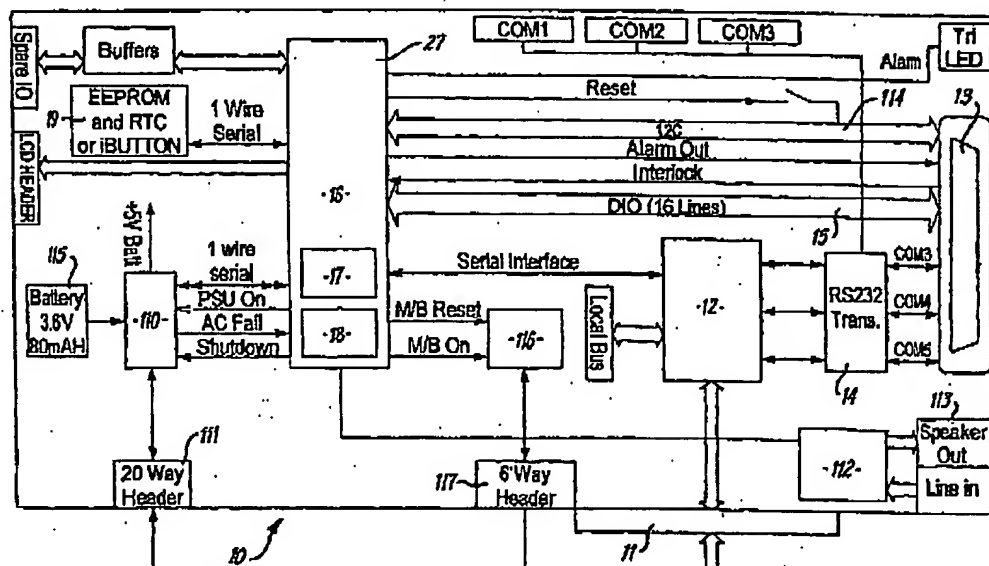 27
COM1
COM2
COM3
Tri
LED
Spare IO
Buffers
Alarm
Reset
114
13
19
EEPROM
and RTC
or iBUTTON
1 Wire
Serial
I2C
Alarm Out
Interlock
LCD HEADER
-16-
DIO (16 Lines)
15
+5V Batt
115
1 wire
serial
-17-
Serial Interface
COM3
Battery
3.6V
80mAH
-110-
PSU On
AC Fail
Shutdown
-18-
M/B Reset
M/B On
-116-
Local Bus
-12-
RS232
Trans.
COM4
COM5
14
113
111
20 Way
Header
117
6 Way
Header
-112-
Speaker
Out
Line in
10
11